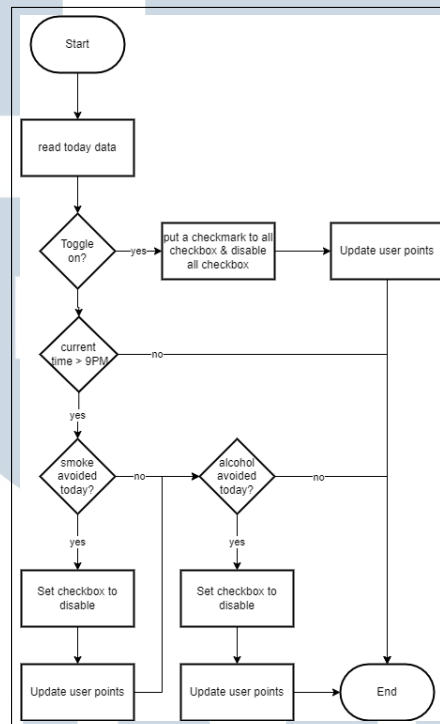 Start
read today data
Toggle
on?
yes
put a checkmark to all
checkbox & disable
all checkbox
Update user points
current
time > 9PM
no
yes
smoke
avoided
today?
no
alcohol
avoided
today?
no
yes
yes
Set checkbox to
disable
Set checkbox to
disable
Update user points
Update user points
End